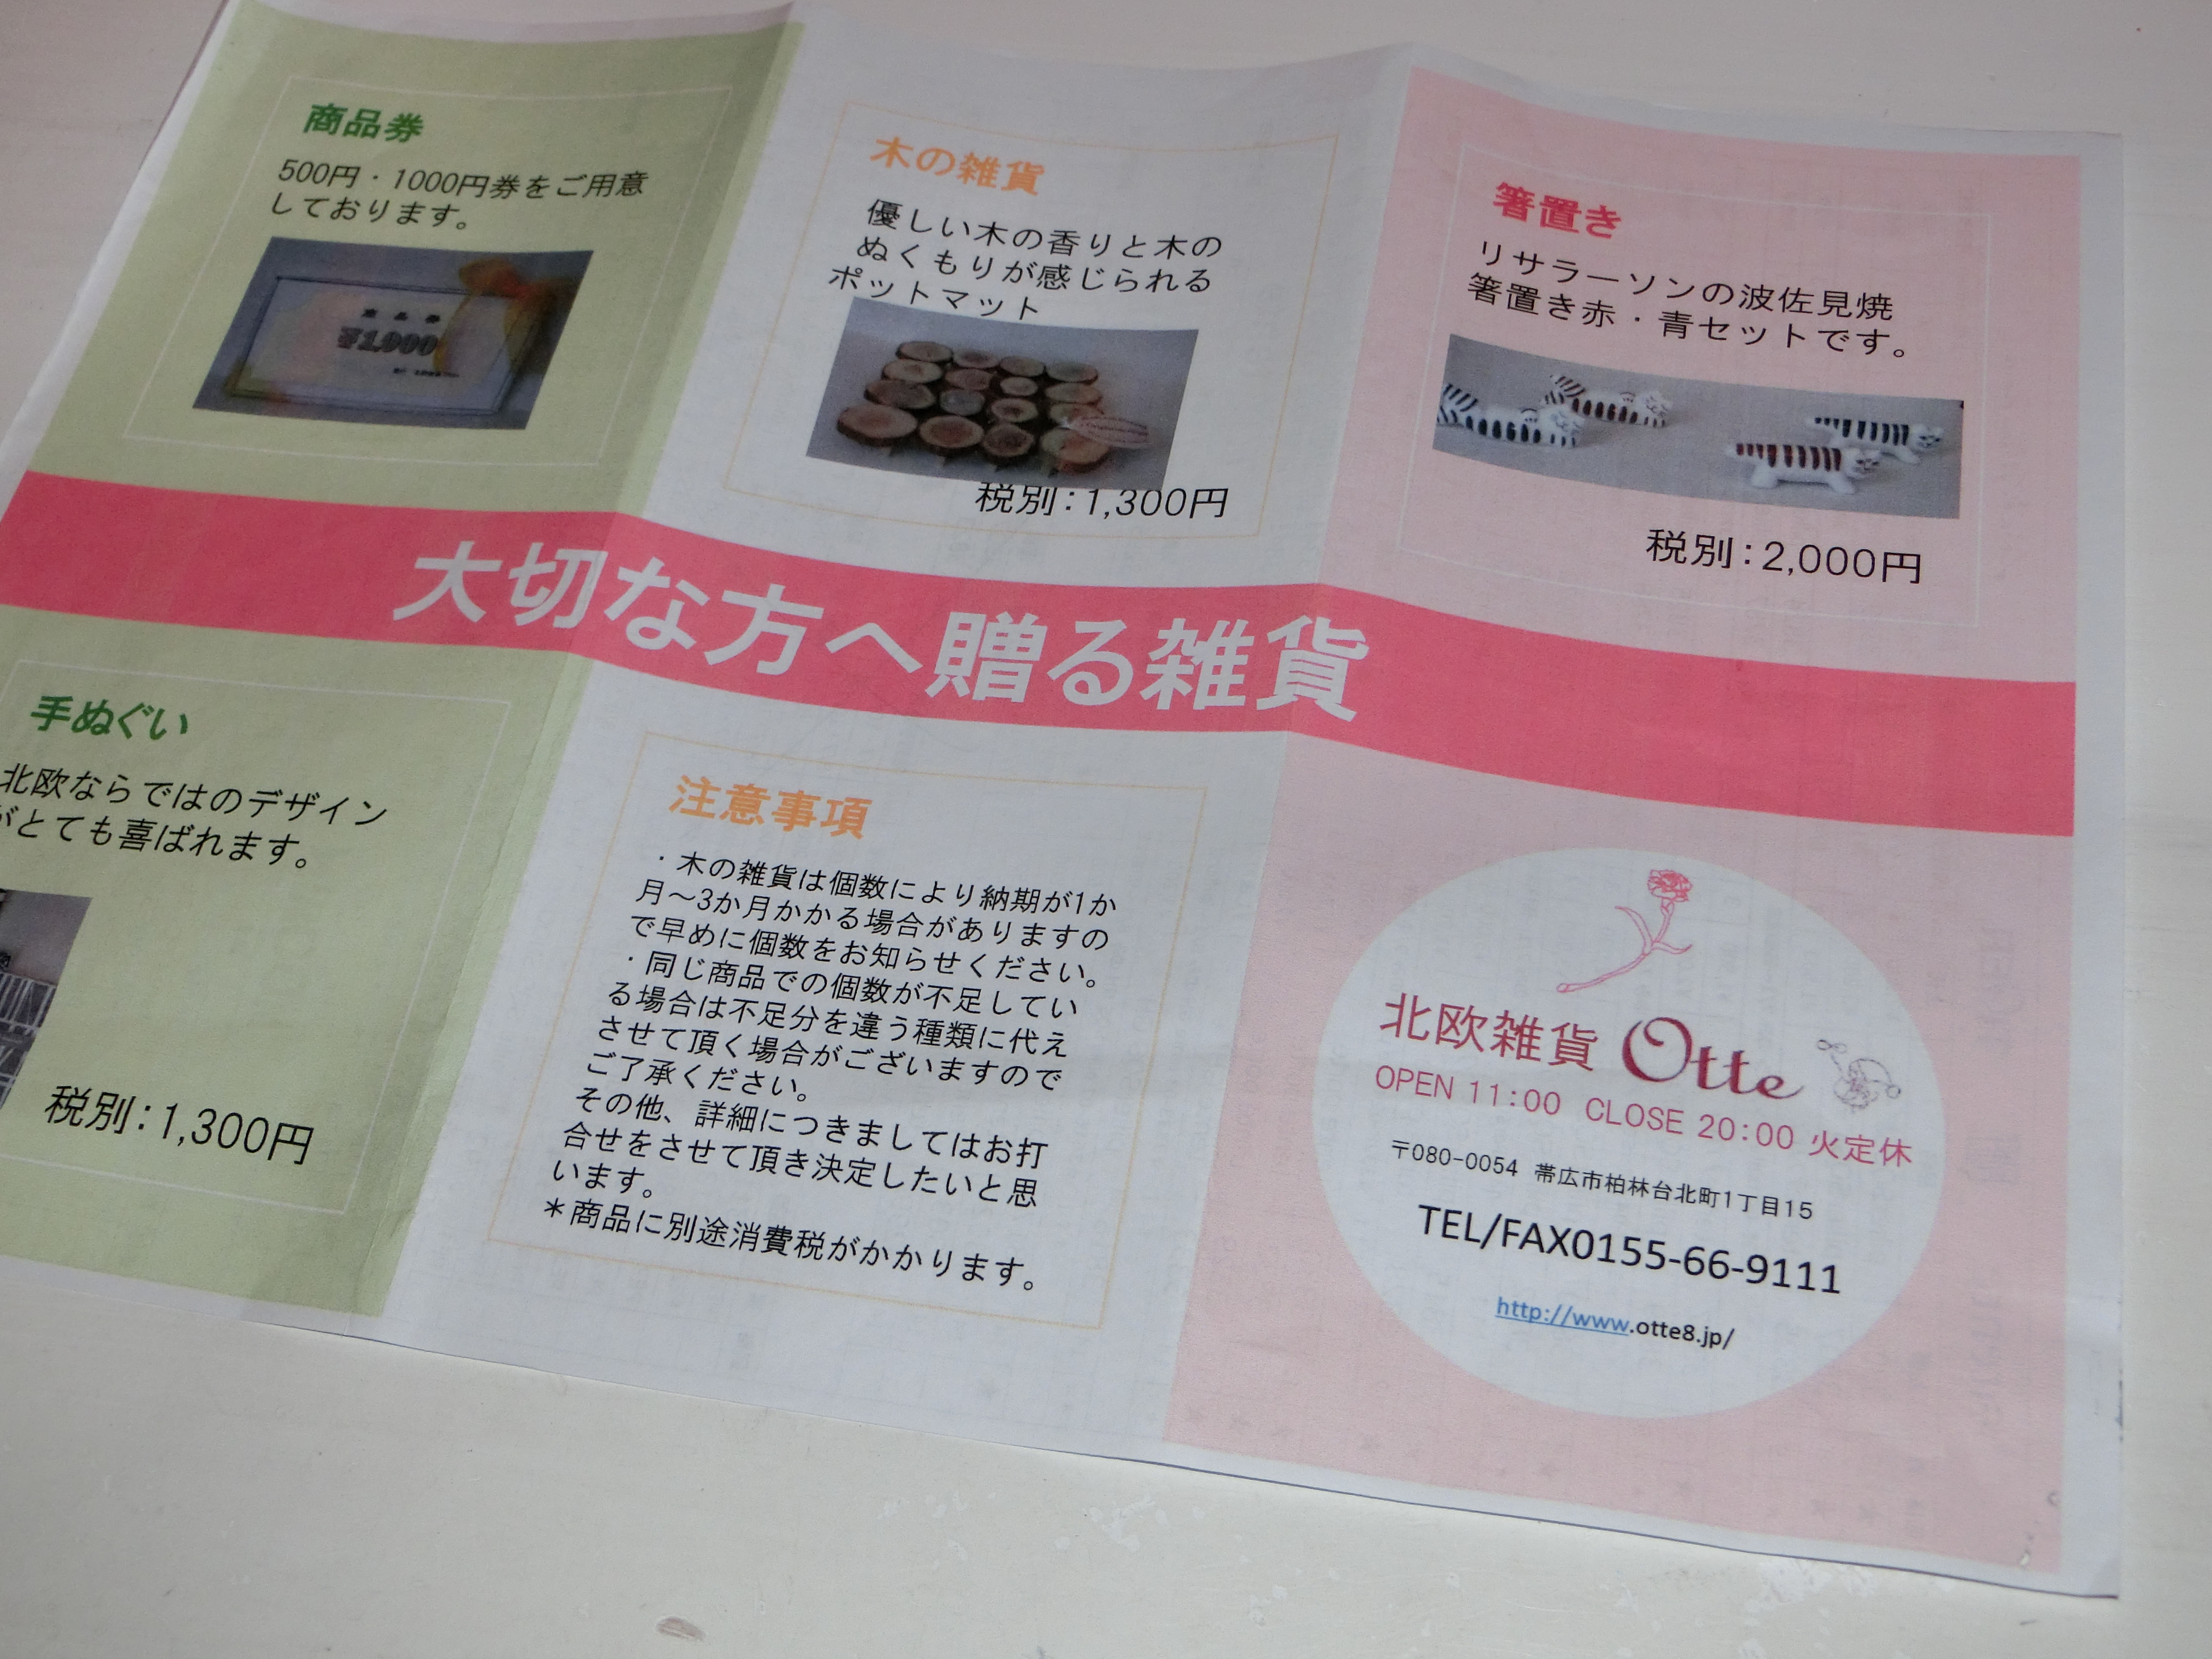 商品券
500円・1000円券をご用意
しております。
商品券
¥1,000
木の雑貨
優しい木の香りと木の
ぬくもりが感じられる
ポットマット
税別：1,300円
箸置き
リサラーソンの波佐見焼
箸置き赤・青セットです。
税別：2,000円
大切な方へ贈る雑貨
手ぬぐい
北欧ならではのデザイン
がとても喜ばれます。
税別：1,300円
注意事項
・木の雑貨は個数により納期が1か
月～3か月かかる場合がありますの
で早めに個数をお知らせください。
・同じ商品での個数が不足してい
る場合は不足分を違う種類に代え
させて頂く場合がございますので
ご了承ください。
その他、詳細につきましてはお打
合せをさせて頂き決定したいと思
います。
＊商品に別途消費税がかかります。
北欧雑貨 Otte
OPEN 11：00 CLOSE 20：00 火定休
〒080-0054 帯広市柏林台北町1丁目15
TEL/FAX0155-66-9111
http://www.otte8.jp/